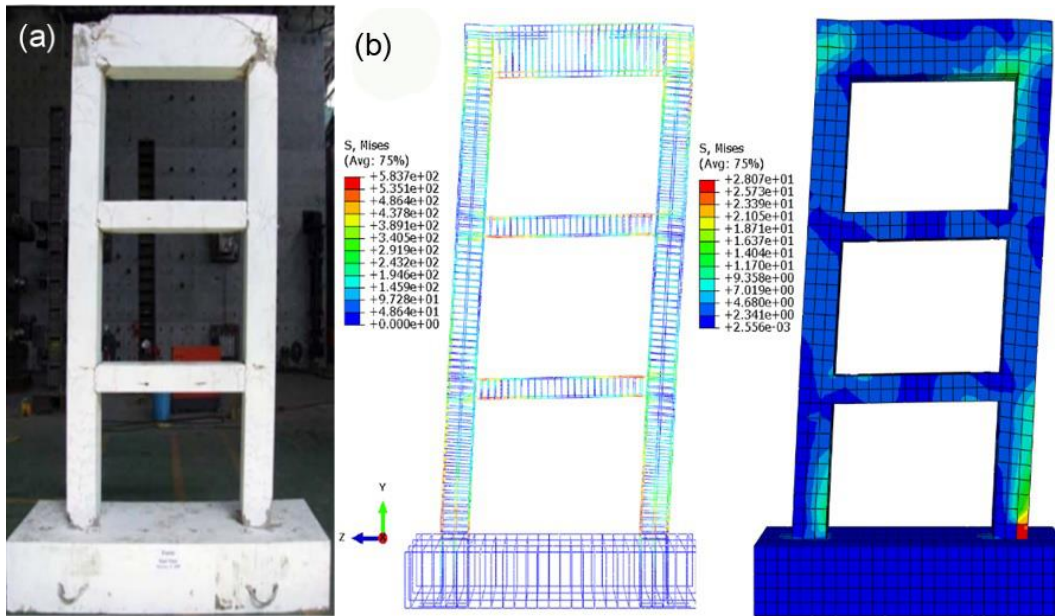 (a)
(b)
S, Mises
(Avg: 75%)
+5.837e+02
+5.351e+02
+4.864e+02
+4.378e+02
+3.891e+02
+3.405e+02
+2.919e+02
+2.432e+02
+1.946e+02
+1.459e+02
+9.728e+01
+4.864e+01
+0.000e+00
Y
Z
X
S, Mises
(Avg: 75%)
+2.807e+01
+2.573e+01
+2.339e+01
+2.105e+01
+1.871e+01
+1.637e+01
+1.404e+01
+1.170e+01
+9.358e+00
+7.019e+00
+4.680e+00
+2.341e+00
+2.556e-03